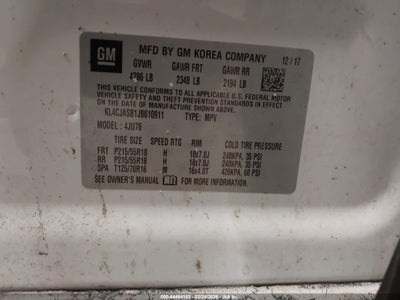 GM MFD BY GM KOREA COMPANY 12/17
GVWR GAWR FRT GAWR RR
4286 LB 2348 LB 2194 LB
THIS VEHICLE CONFORMS TO ALL APPLICABLE U.S. FEDERAL MOTOR
VEHICLE SAFETY, BUMPER, AND THEFT PREVENTION STANDARDS IN EFFECT
ON THE DATE OF MANUFACTURE SHOWN ABOVE.
KL4CJASB1JB610911 TYPE: MPV
MODEL: 4JU76
TIRE SIZE SPEED RTG RIM COLD TIRE PRESSURE
FRT P215/55R18 H 18x7.0J 240KPA, 35 PSI
RR P215/55R18 H 18x7.0J 240KPA, 35 PSI
SPA T125/70R16 M 16x4.0T 420KPA, 60 PSI
SEE OWNER'S MANUAL FOR MORE INFORMATION.